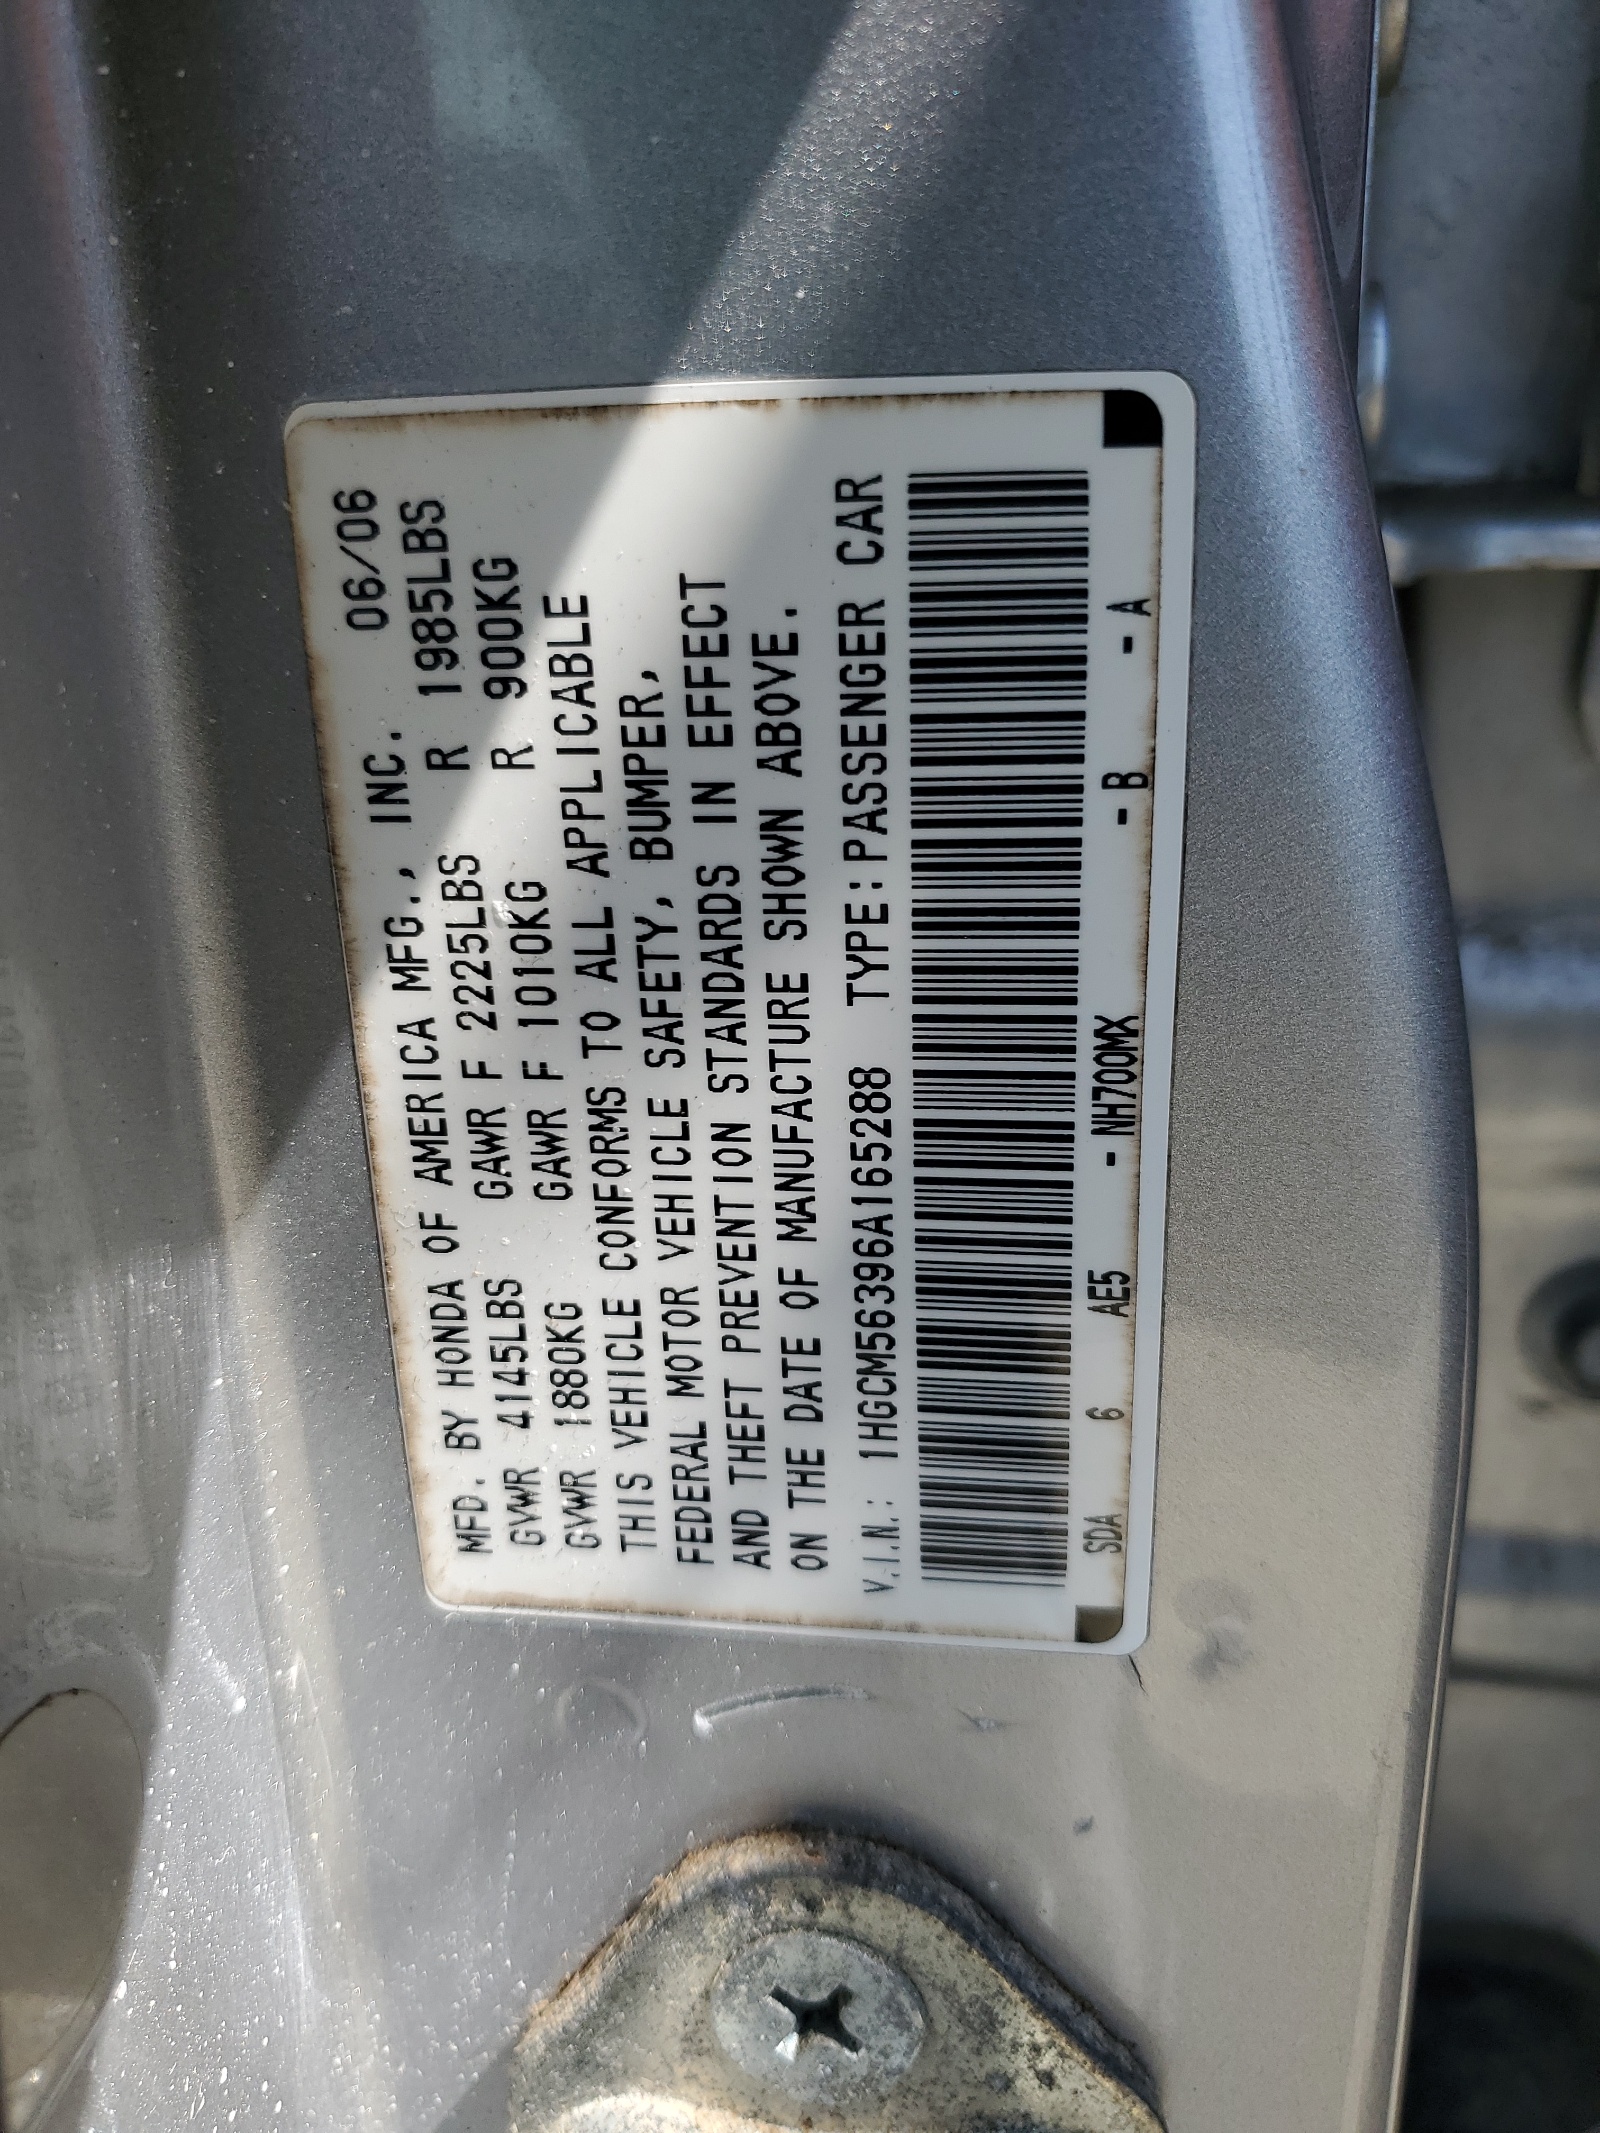 MFD. BY HONDA OF AMERICA MFG., INC. 06/06
GVWR 4145LBS GAWR F 2225LBS R 1985LBS
GVWR 1880KG GAWR F 1010KG R 900KG
THIS VEHICLE CONFORMS TO ALL APPLICABLE
FEDERAL MOTOR VEHICLE SAFETY, BUMPER,
AND THEFT PREVENTION STANDARDS IN EFFECT
ON THE DATE OF MANUFACTURE SHOWN ABOVE.
V.I.N.: 1HGCM56396A165288 TYPE: PASSENGER CAR
SDA 6 AE5 - NH700MX - B - A